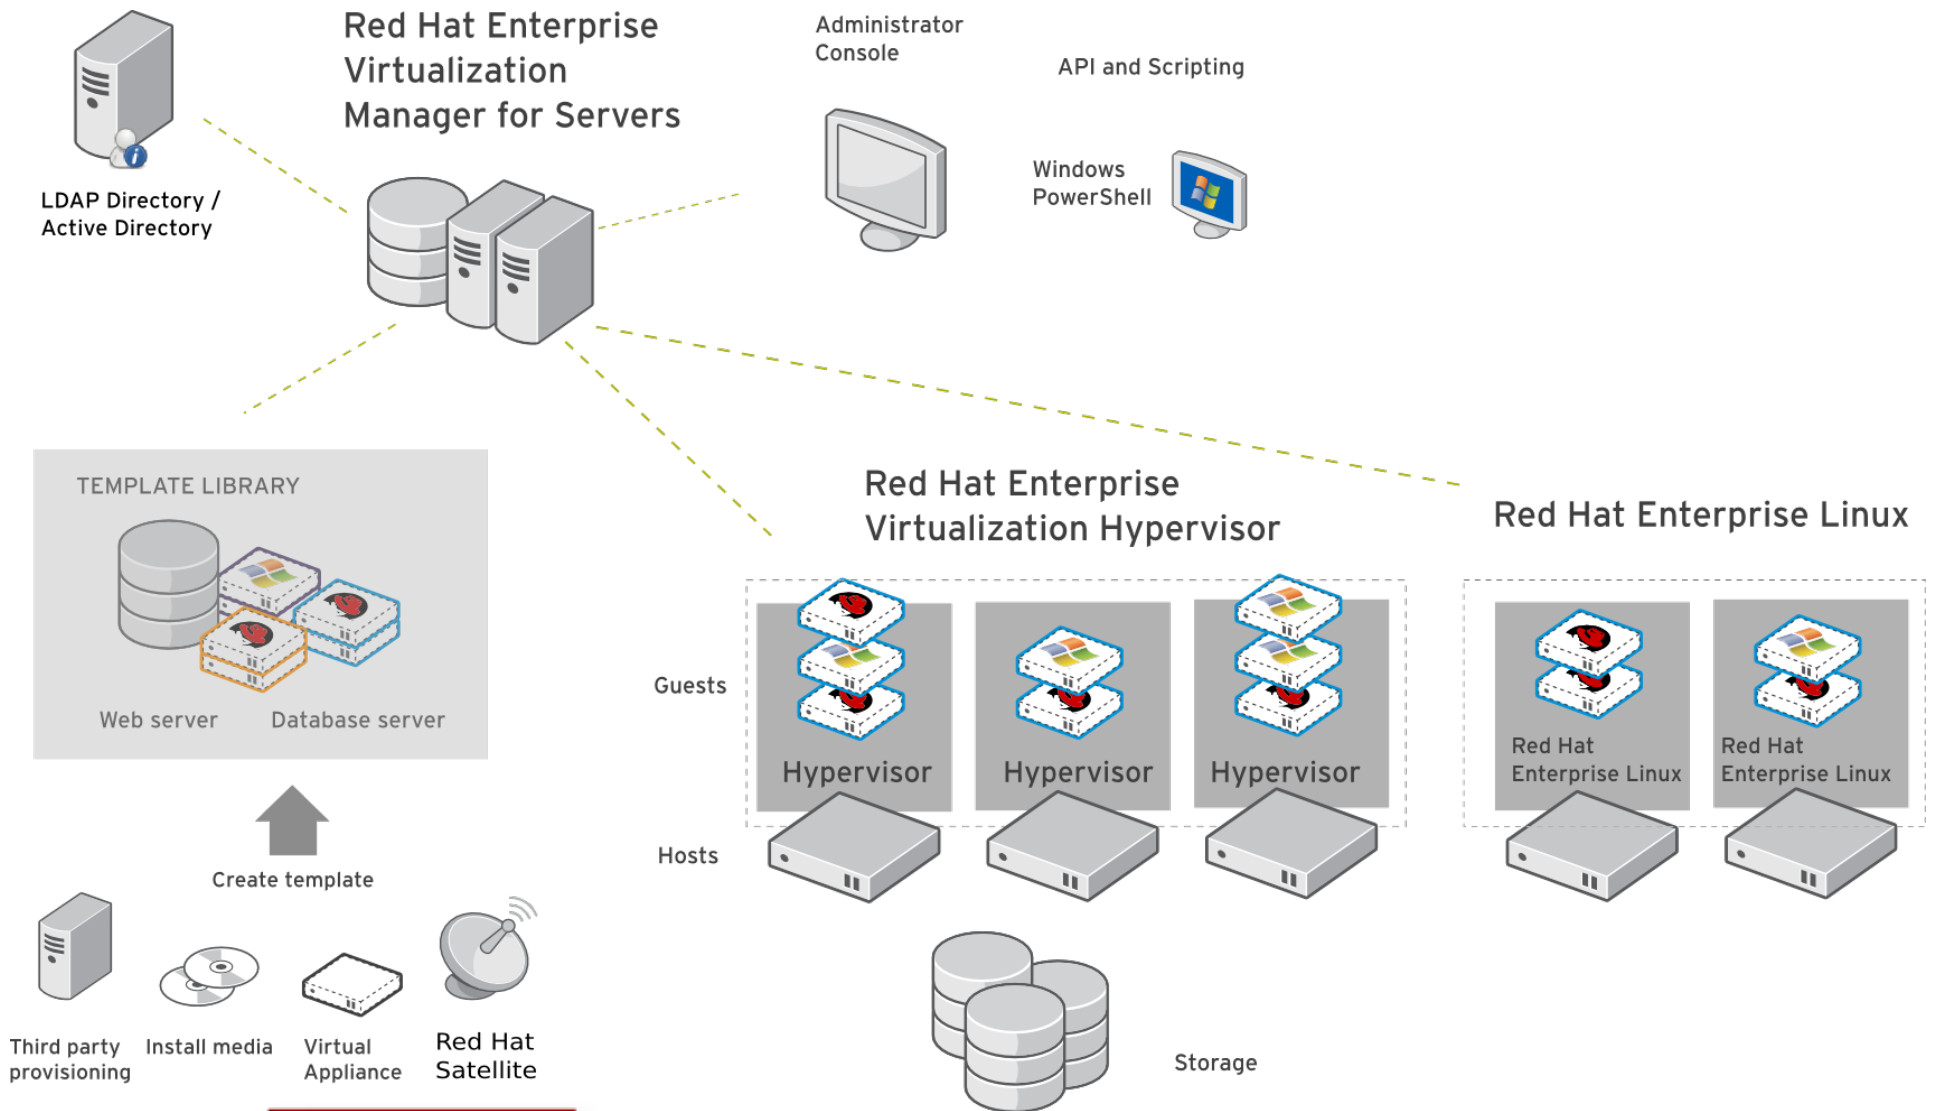 Red Hat Enterprise
Virtualization
Manager for Servers
Administrator
Console
API and Scripting
Windows
PowerShell
LDAP Directory /
Active Directory
TEMPLATE LIBRARY
Web server
Database server
Create template
Third party
provisioning
Install media
Virtual
Appliance
Red Hat
Satellite
Red Hat Enterprise
Virtualization Hypervisor
Guests
Hypervisor
Hypervisor
Hypervisor
Hosts
Storage
Red Hat Enterprise Linux
Red Hat
Enterprise Linux
Red Hat
Enterprise Linux